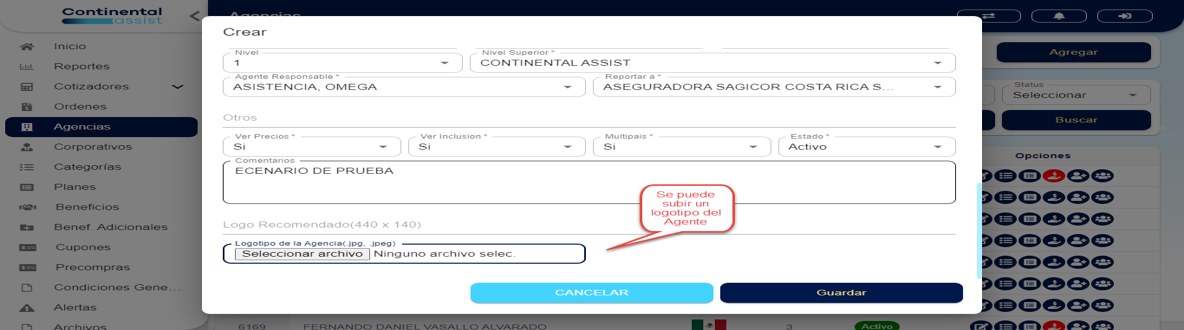 Continental
assist
Agencias
Inicio
Reportes
Cotizadores
Ordenes
Agencias
Corporativos
Categorías
Planes
Beneficios
Benef. Adicionales
Cupones
Precompras
Condiciones Gene...
Alertas
Archivos
Crear
Nivel
1
Nivel Superior *
CONTINENTAL ASSIST
Agente Responsable *
ASISTENCIA, OMEGA
Reportar a *
ASEGURADORA SAGICOR COSTA RICA S...
Otros
Ver Precios *
Si
Ver Inclusion *
Si
Multipais *
Si
Estado *
Activo
Comentarios
ECENARIO DE PRUEBA
Logo Recomendado(440 x 140)
Logotipo de la Agencia(.jpg, .jpeg)
Seleccionar archivo Ninguno archivo selec.
Se puede
subir un
logotipo del
Agente
CANCELAR
Guardar
Agregar
Status
Seleccionar
Buscar
Opciones
6169 FERNANDO DANIEL VASALLO ALVARADO 3 Activo